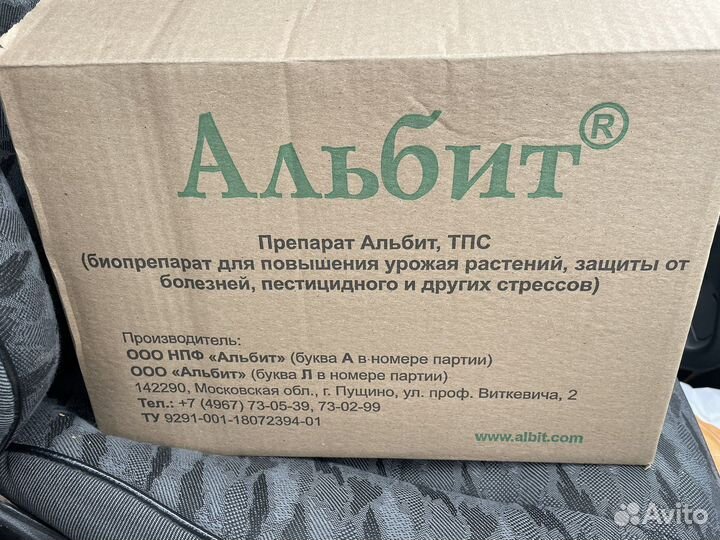 Альбит®
Препарат Альбит, ТПС
(биопрепарат для повышения урожая растений, защиты от
болезней, пестицидного и других стрессов)
Производитель:
ООО НПФ «Альбит» (буква А в номере партии)
ООО «Альбит» (буква Л в номере партии)
142290, Московская обл., г. Пущино, ул. проф. Виткевича, 2
Тел.: +7 (4967) 73-05-39, 73-02-99
ТУ 9291-001-18072394-01
www.albit.com
Avito